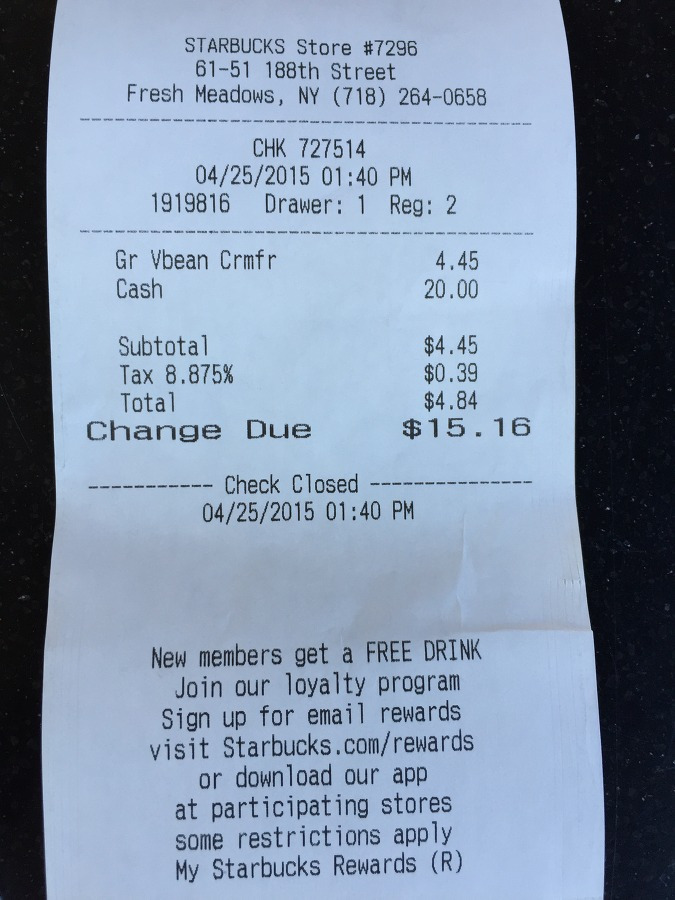 STARBUCKS Store #7296
61-51 188th Street
Fresh Meadows, NY (718) 264-0658
CHK 727514
04/25/2015 01:40 PM
1919816 Drawer: 1 Reg: 2
Gr Vbean Crmfr 4.45
Cash 20.00
Subtotal $4.45
Tax 8.875% $0.39
Total $4.84
Change Due $15.16
----------- Check Closed --------------
04/25/2015 01:40 PM
New members get a FREE DRINK
Join our loyalty program
Sign up for email rewards
visit Starbucks.com/rewards
or download our app
at participating stores
some restrictions apply
My Starbucks Rewards (R)